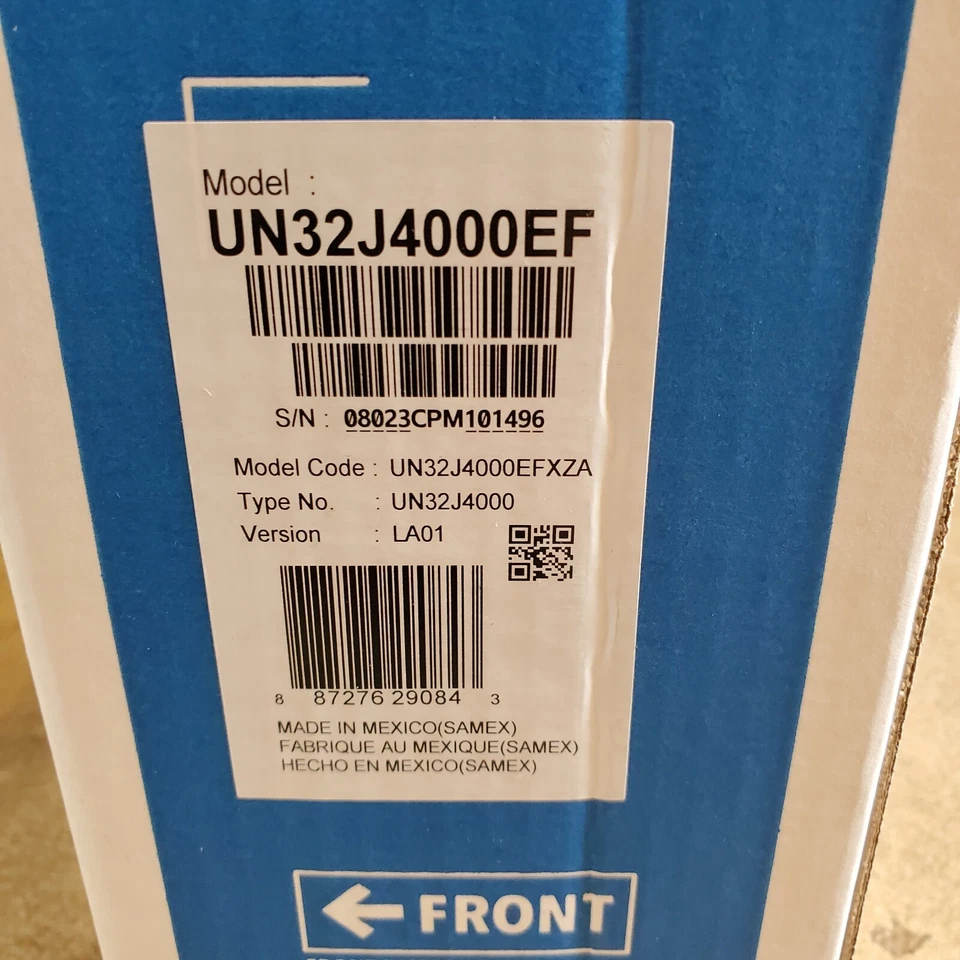 Model :
UN32J4000EF
S/N : 08023CPM101496
Model Code : UN32J4000EFXZA
Type No. : UN32J4000
Version : LA01
8 87276 29084 3
MADE IN MEXICO(SAMEX)
FABRIQUE AU MEXIQUE(SAMEX)
HECHO EN MEXICO(SAMEX)
← FRONT